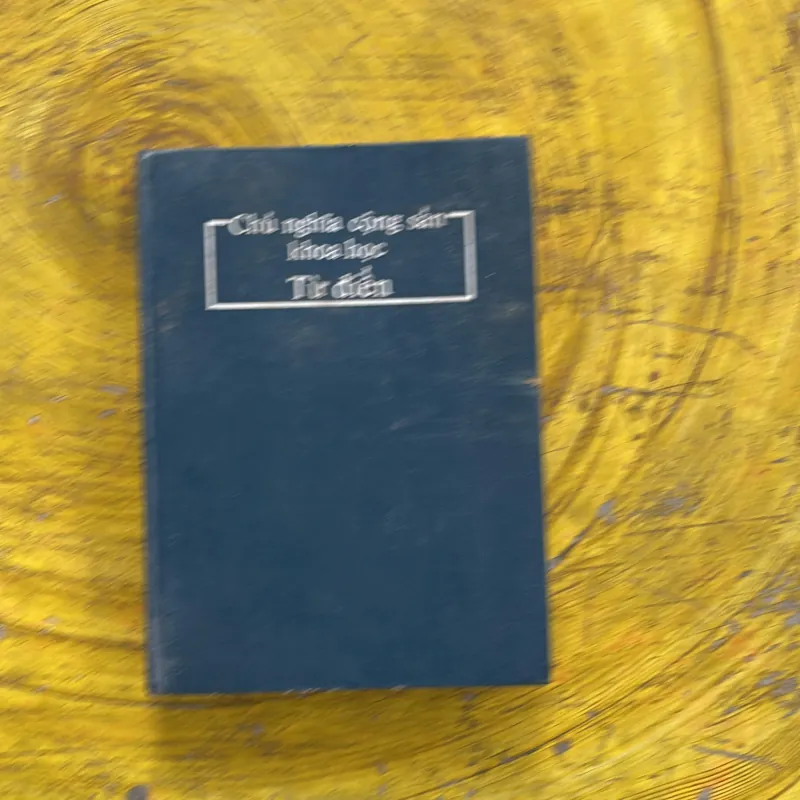 Chủ nghĩa cộng sản
khoa học
Từ điển